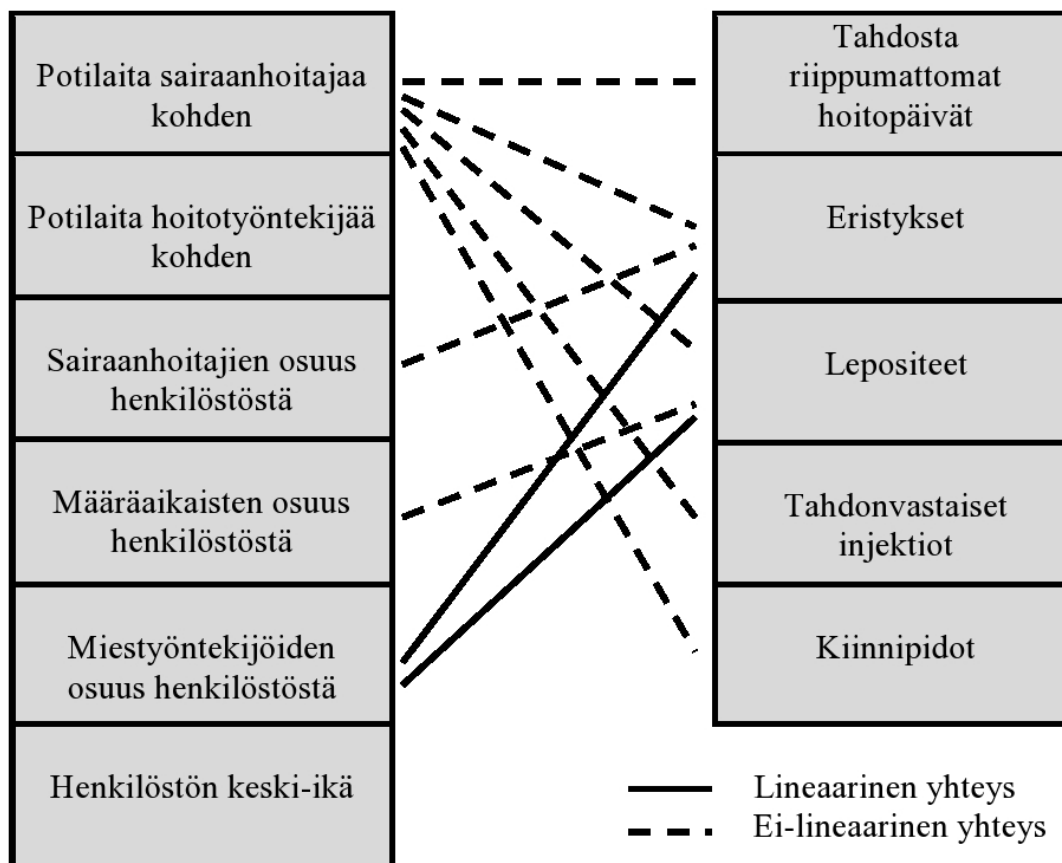 Potilaita sairaanhoitajaa
kohden
Potilaita hoitotyöntekijää
kohden
Sairaanhoitajien osuus
henkilöstöstä
Määräaikaisten osuus
henkilöstöstä
Miestyöntekijöiden
osuus henkilöstöstä
Henkilöstön keski-ikä
Tahdosta
riippumattomat
hoitopäivät
Eristykset
Lepositeet
Tahdonvastaiset
injektiot
Kiinnipidot
Lineaarinen yhteys
Ei-lineaarinen yhteys